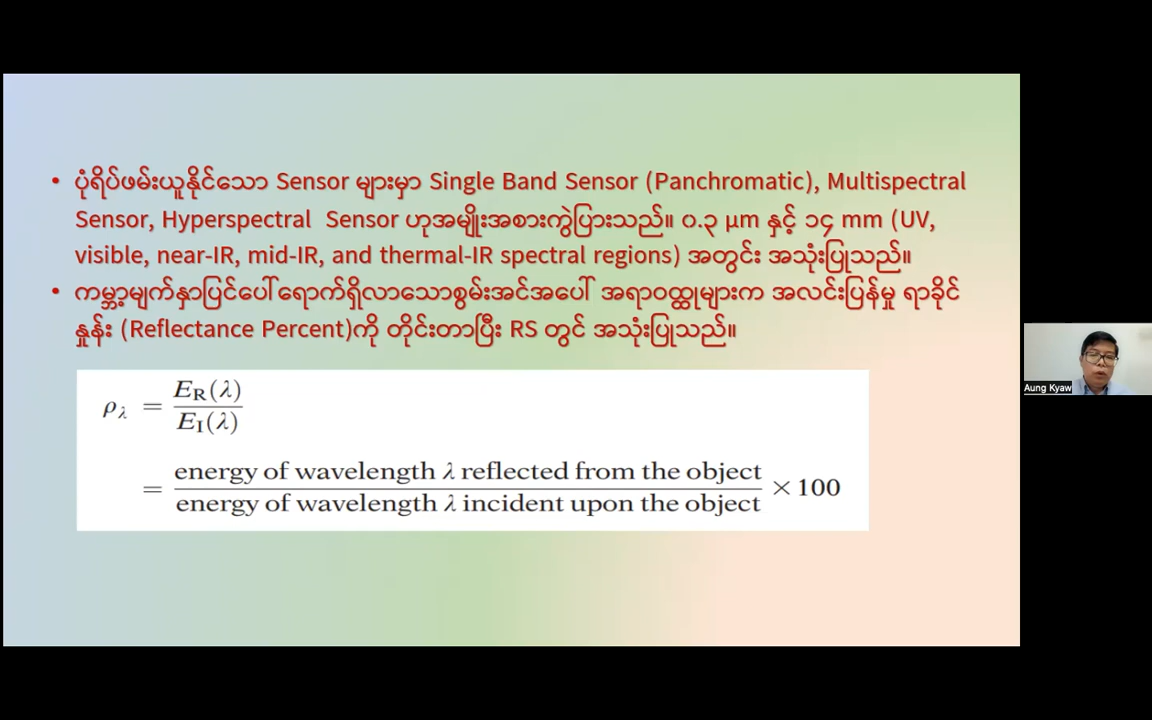 • ပုံရိပ်ဖမ်းယူနိုင်သော Sensor များမှာ Single Band Sensor (Panchromatic), Multispectral
Sensor, Hyperspectral Sensor ဟုအမျိုးအစားကွဲပြားသည်။ ၀.၃ μm နှင့် ၁၄ mm (UV,
visible, near-IR, mid-IR, and thermal-IR spectral regions) အတွင်း အသုံးပြုသည်။
• ကမ္ဘာ့မျက်နှာပြင်ပေါ်ရောက်ရှိလာသောစွမ်းအင်အပေါ် အရာဝတ္ထုများက အလင်းပြန်မှု ရာခိုင်
နှုန်း (Reflectance Percent)ကို တိုင်းတာပြီး RS တွင် အသုံးပြုသည်။
ρλ = ER(λ)
EI(λ)
= energy of wavelength λ reflected from the object
energy of wavelength λ incident upon the object × 100
Aung Kyaw